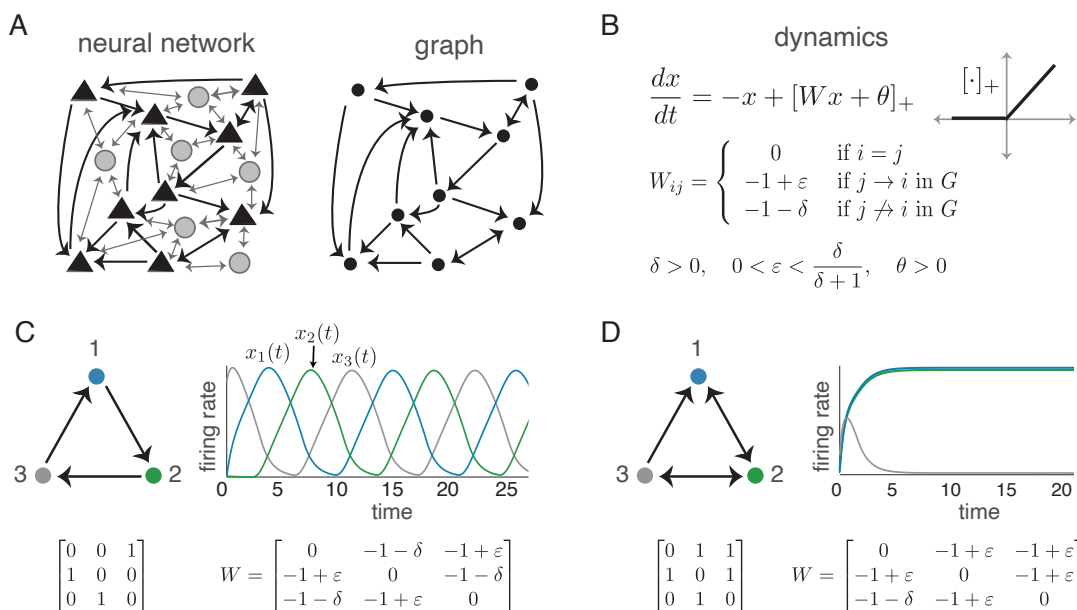 A
neural network
graph
B
dynamics
dx/dt = −x + [Wx + θ]₊
[·]₊
W_ij = { 0 if i = j
−1 + ε if j → i in G
−1 − δ if j ↛ i in G
δ > 0, 0 < ε < δ/(δ + 1), θ > 0
C
1
3
2
x₁(t) x₂(t) x₃(t)
firing rate
0 5 10 15 20 25
time
[0 0 1
1 0 0
0 1 0]
W = [0 −1 − δ −1 + ε
−1 + ε 0 −1 − δ
−1 − δ −1 + ε 0]
D
1
3
2
firing rate
0 5 10 15 20
time
[0 1 1
1 0 1
0 1 0]
W = [0 −1 + ε −1 + ε
−1 + ε 0 −1 + ε
−1 − δ −1 + ε 0]